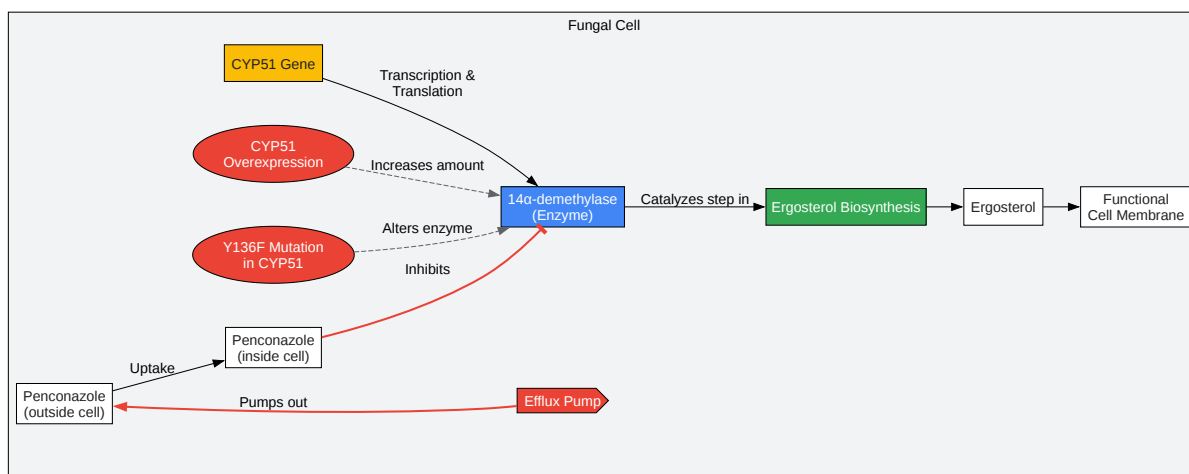 Fungal Cell
CYP51 Gene
Transcription &
Translation
CYP51
Overexpression
Increases amount
14α-demethylase
(Enzyme)
Catalyzes step in
Ergosterol Biosynthesis
Ergosterol
Functional
Cell Membrane
Y136F Mutation
in CYP51
Alters enzyme
Inhibits
Penconazole
(inside cell)
Uptake
Penconazole
(outside cell)
Pumps out
Efflux Pump